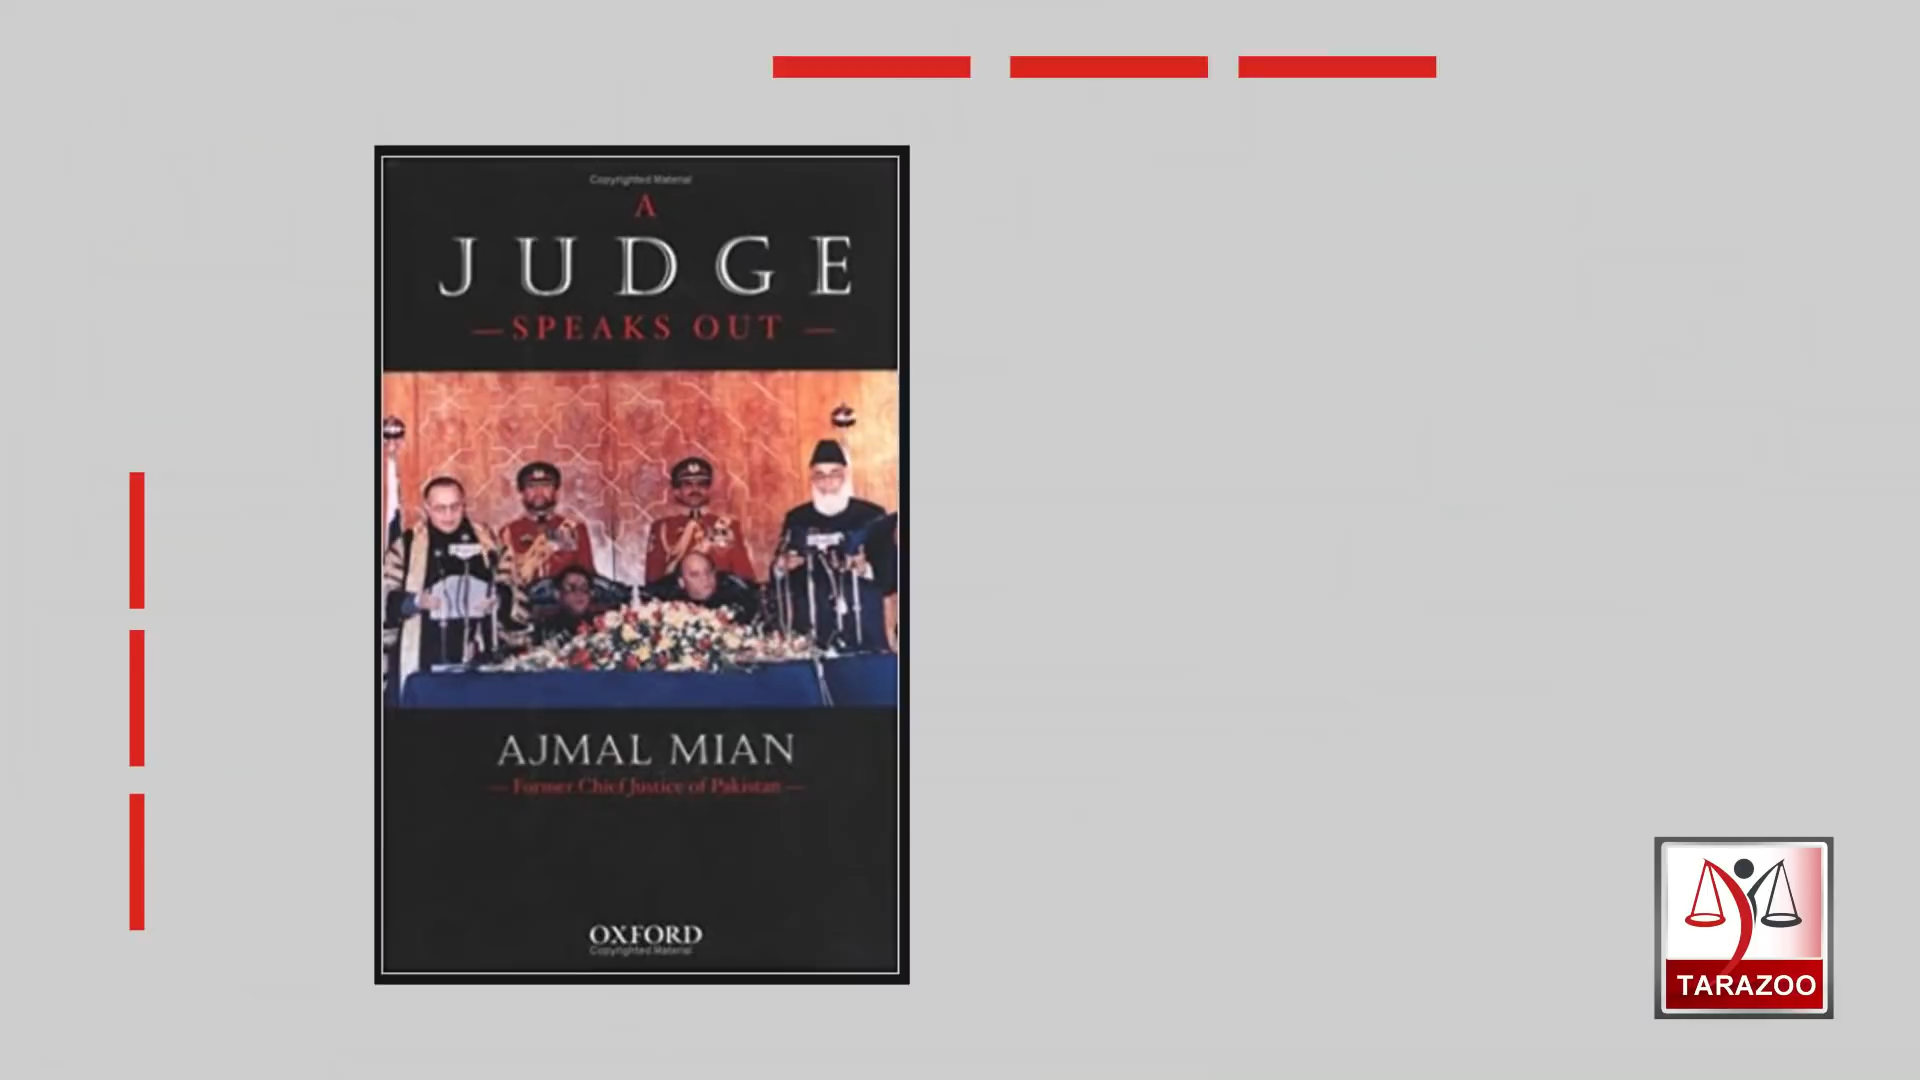 Copyrighted Material
A
JUDGE
— SPEAKS OUT —
AJMAL MIAN
— Former Chief Justice of Pakistan —
OXFORD
Copyrighted Material
TARAZOO